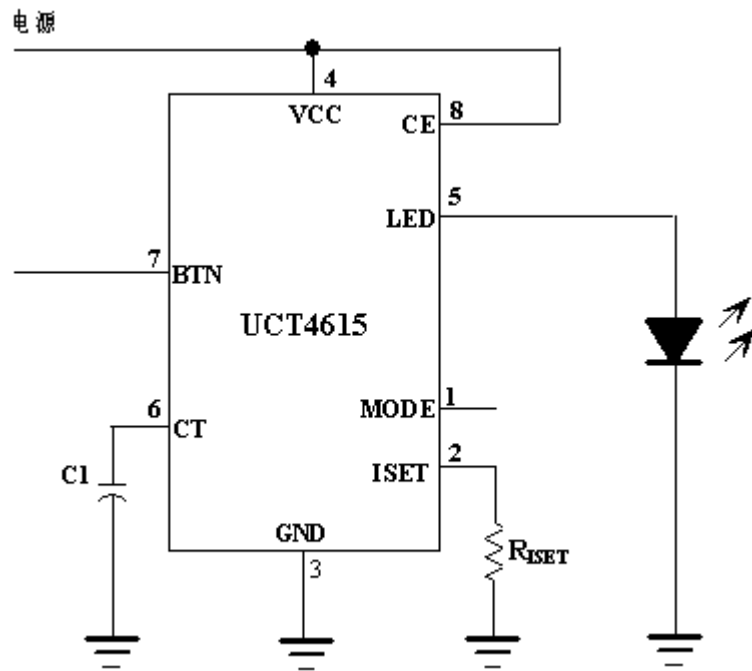 电源
4
VCC
8
CE
5
LED
7
BTN
UCT4615
6
CT
1
MODE
2
ISET
C1
GND
3
RISET